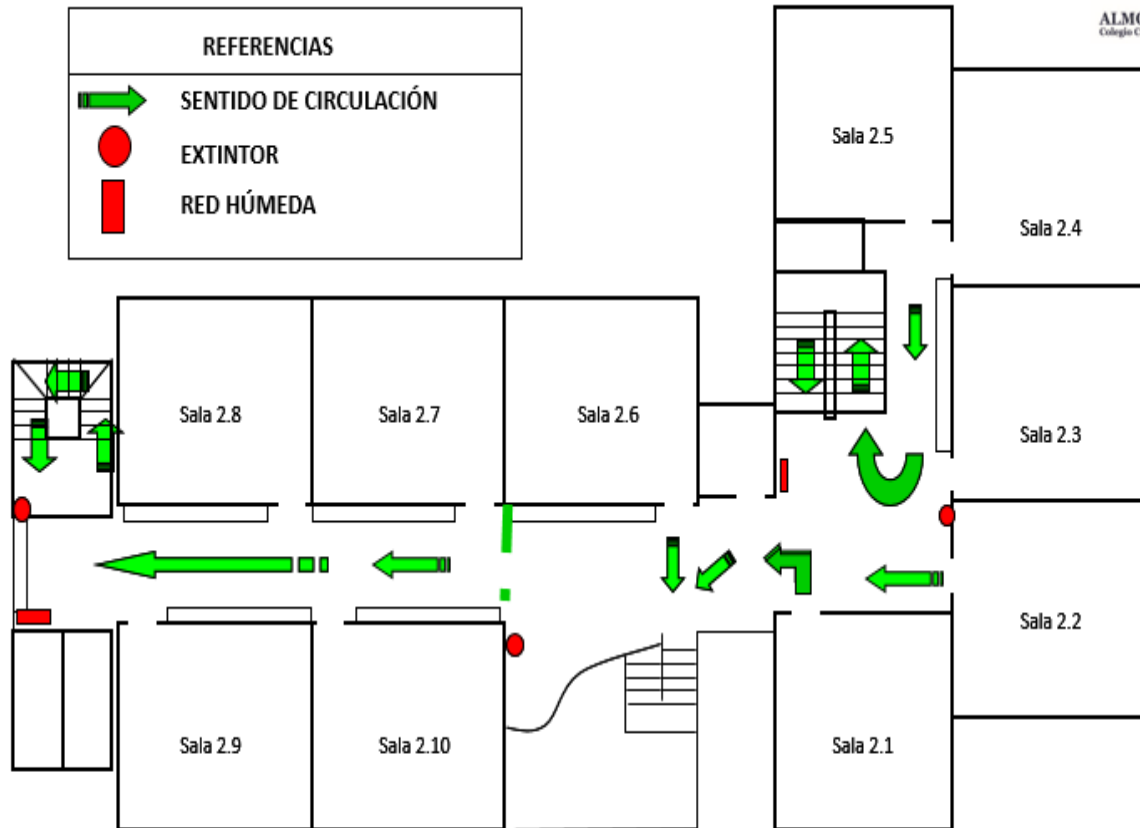 REFERENCIAS
SENTIDO DE CIRCULACIÓN
EXTINTOR
RED HÚMEDA
Sala 2.5
Sala 2.4
Sala 2.3
Sala 2.8
Sala 2.7
Sala 2.6
Sala 2.2
Sala 2.9
Sala 2.10
Sala 2.1